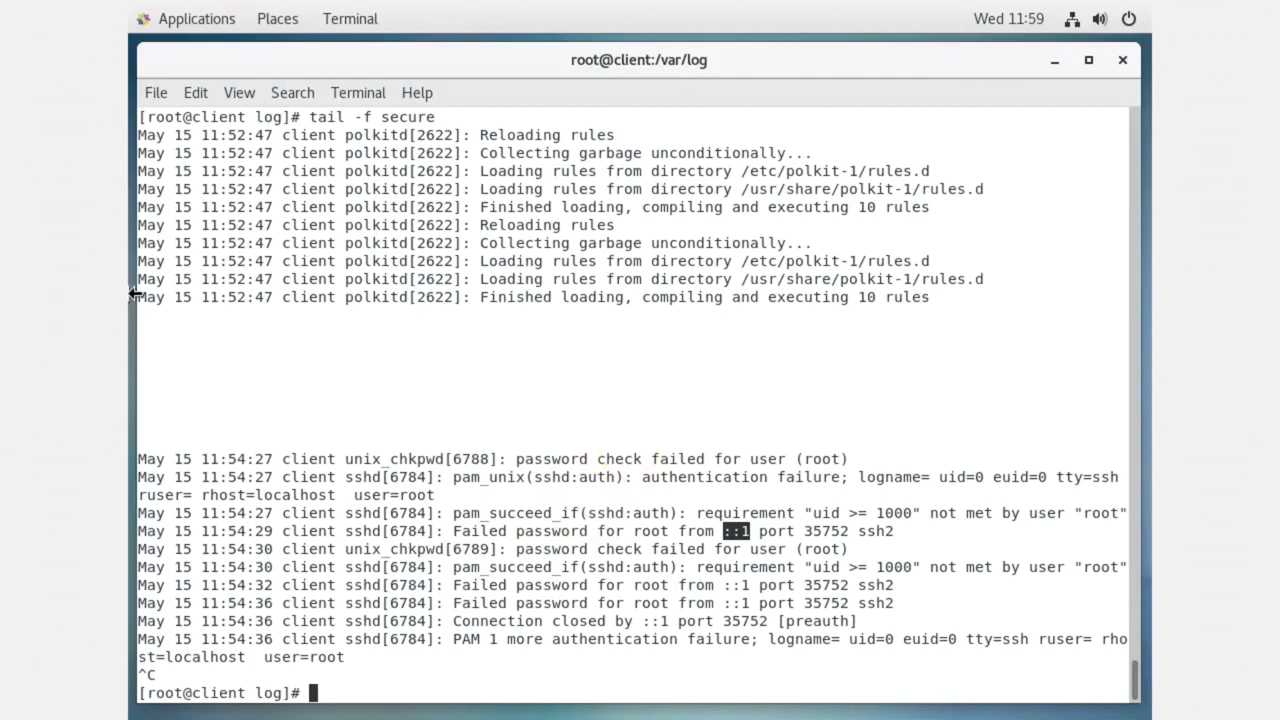 Applications Places Terminal Wed 11:59
root@client:/var/log
File Edit View Search Terminal Help
[root@client log]# tail -f secure
May 15 11:52:47 client polkitd[2622]: Reloading rules
May 15 11:52:47 client polkitd[2622]: Collecting garbage unconditionally...
May 15 11:52:47 client polkitd[2622]: Loading rules from directory /etc/polkit-1/rules.d
May 15 11:52:47 client polkitd[2622]: Loading rules from directory /usr/share/polkit-1/rules.d
May 15 11:52:47 client polkitd[2622]: Finished loading, compiling and executing 10 rules
May 15 11:52:47 client polkitd[2622]: Reloading rules
May 15 11:52:47 client polkitd[2622]: Collecting garbage unconditionally...
May 15 11:52:47 client polkitd[2622]: Loading rules from directory /etc/polkit-1/rules.d
May 15 11:52:47 client polkitd[2622]: Loading rules from directory /usr/share/polkit-1/rules.d
May 15 11:52:47 client polkitd[2622]: Finished loading, compiling and executing 10 rules
May 15 11:54:27 client unix_chkpwd[6788]: password check failed for user (root)
May 15 11:54:27 client sshd[6784]: pam_unix(sshd:auth): authentication failure; logname= uid=0 euid=0 tty=ssh
ruser= rhost=localhost  user=root
May 15 11:54:27 client sshd[6784]: pam_succeed_if(sshd:auth): requirement "uid >= 1000" not met by user "root"
May 15 11:54:29 client sshd[6784]: Failed password for root from ::1 port 35752 ssh2
May 15 11:54:30 client unix_chkpwd[6789]: password check failed for user (root)
May 15 11:54:30 client sshd[6784]: pam_succeed_if(sshd:auth): requirement "uid >= 1000" not met by user "root"
May 15 11:54:32 client sshd[6784]: Failed password for root from ::1 port 35752 ssh2
May 15 11:54:36 client sshd[6784]: Failed password for root from ::1 port 35752 ssh2
May 15 11:54:36 client sshd[6784]: Connection closed by ::1 port 35752 [preauth]
May 15 11:54:36 client sshd[6784]: PAM 1 more authentication failure; logname= uid=0 euid=0 tty=ssh ruser= rho
st=localhost  user=root
^C
[root@client log]#